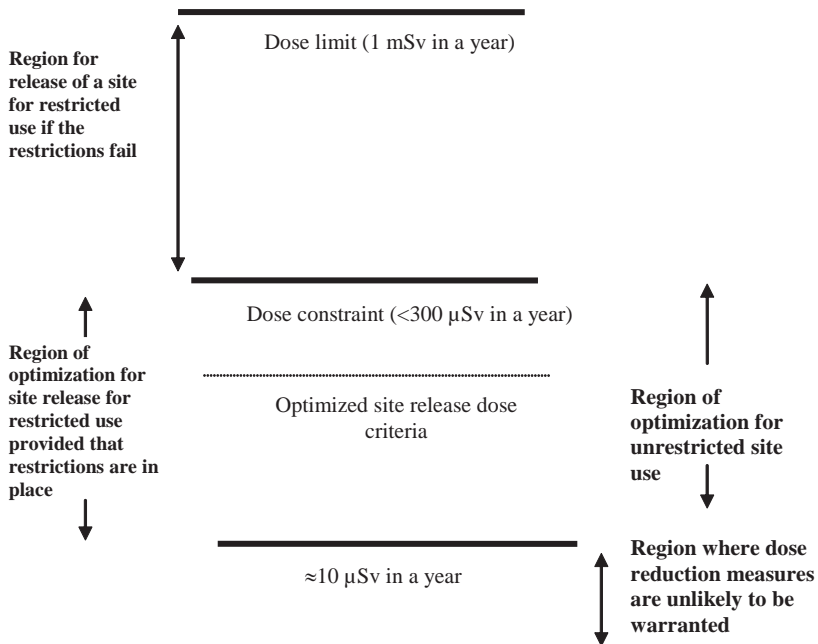 Dose limit (1 mSv in a year)
Region for
release of a site
for restricted
use if the
restrictions fail
Dose constraint (<300 µSv in a year)
Region of
optimization for
site release for
restricted use
provided that
restrictions are in
place
Optimized site release dose
criteria
Region of
optimization for
unrestricted site
use
≈10 µSv in a year
Region where dose
reduction measures
are unlikely to be
warranted